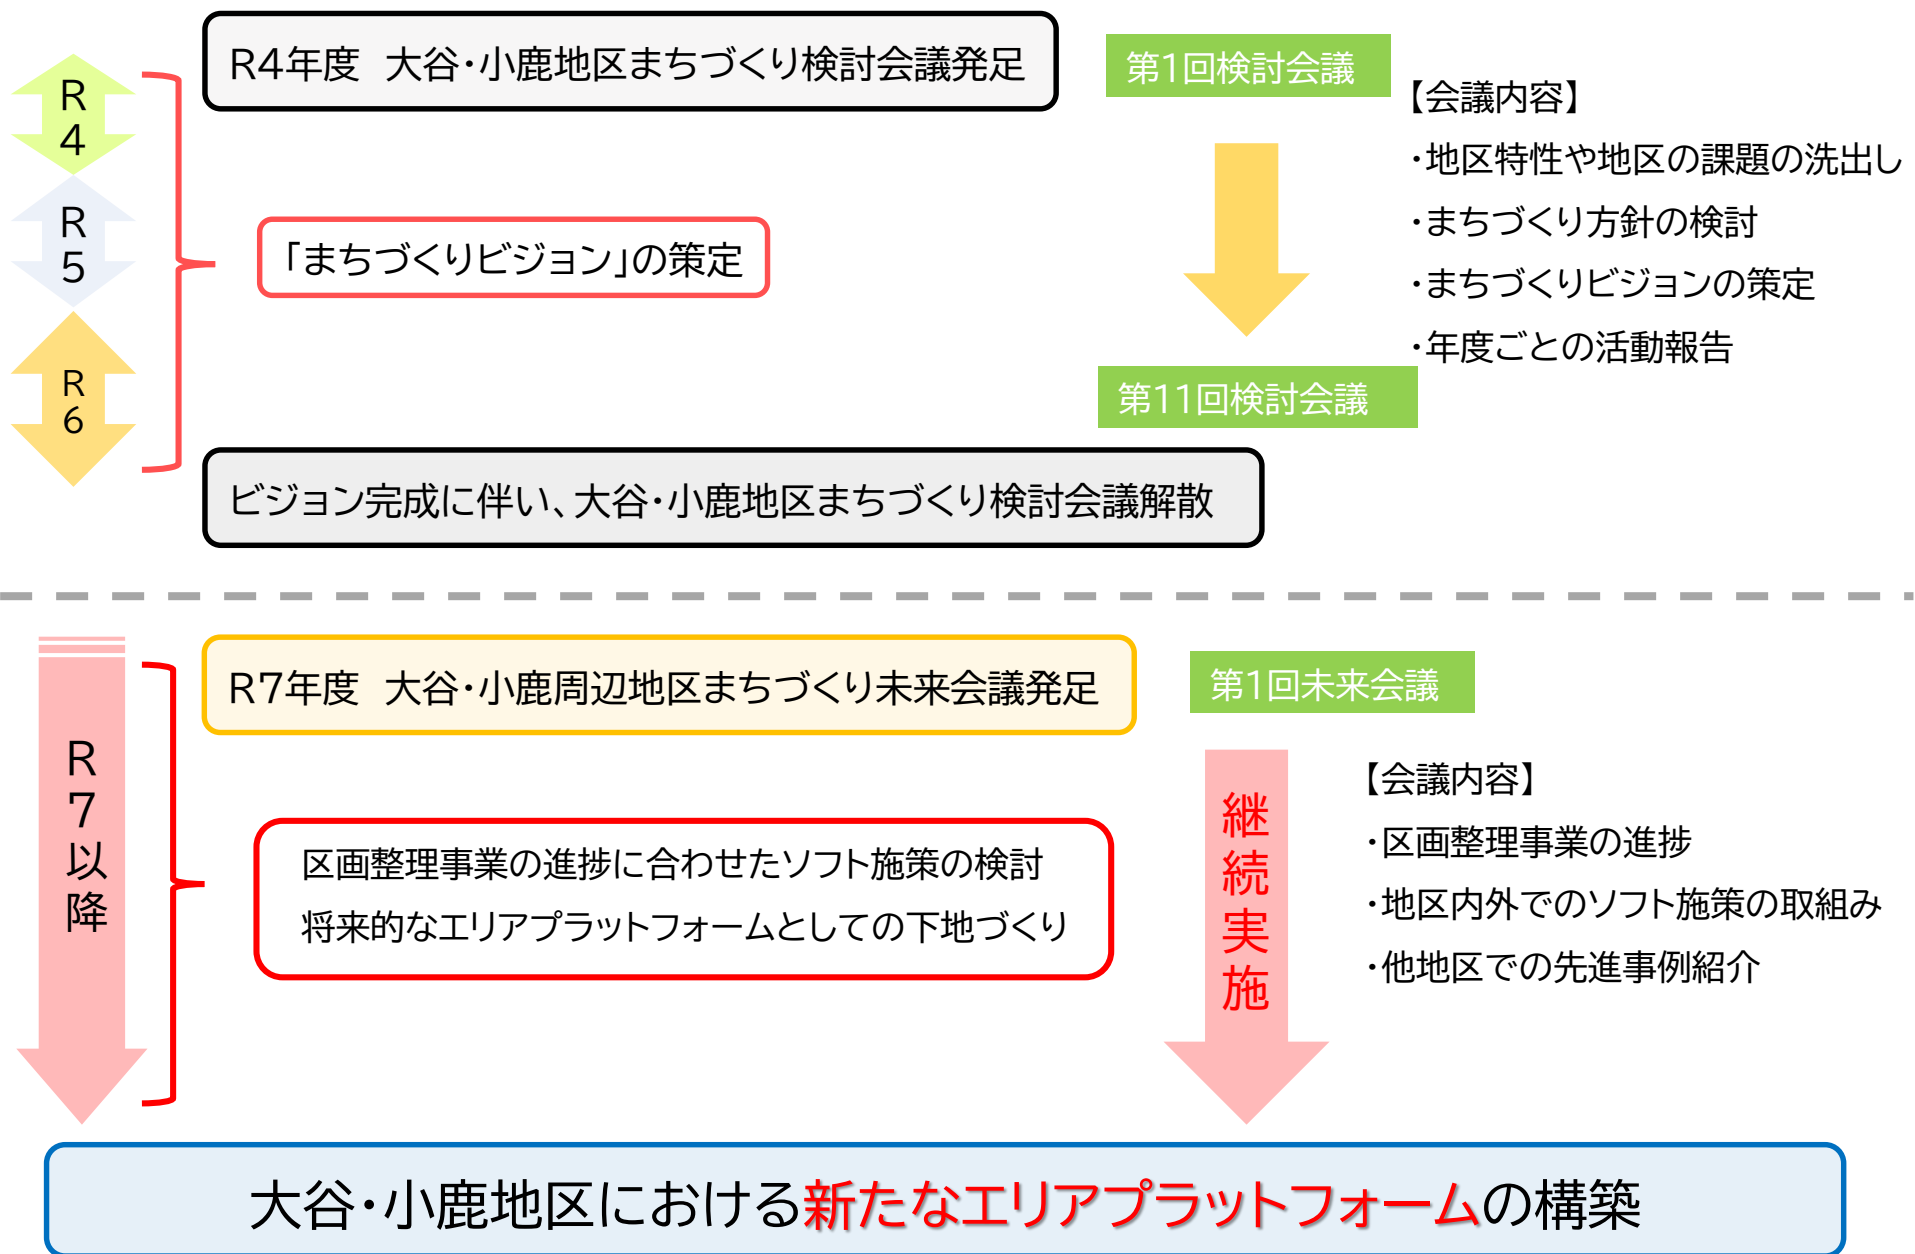 R4年度　大谷・小鹿地区まちづくり検討会議発足
第1回検討会議
R4
R5
R6
「まちづくりビジョン」の策定
【会議内容】
・地区特性や地区の課題の洗出し
・まちづくり方針の検討
・まちづくりビジョンの策定
・年度ごとの活動報告
第11回検討会議
ビジョン完成に伴い、大谷・小鹿地区まちづくり検討会議解散
R7年度　大谷・小鹿周辺地区まちづくり未来会議発足
第1回未来会議
R7以降
区画整理事業の進捗に合わせたソフト施策の検討
将来的なエリアプラットフォームとしての下地づくり
継続実施
【会議内容】
・区画整理事業の進捗
・地区内外でのソフト施策の取組み
・他地区での先進事例紹介
大谷・小鹿地区における新たなエリアプラットフォームの構築